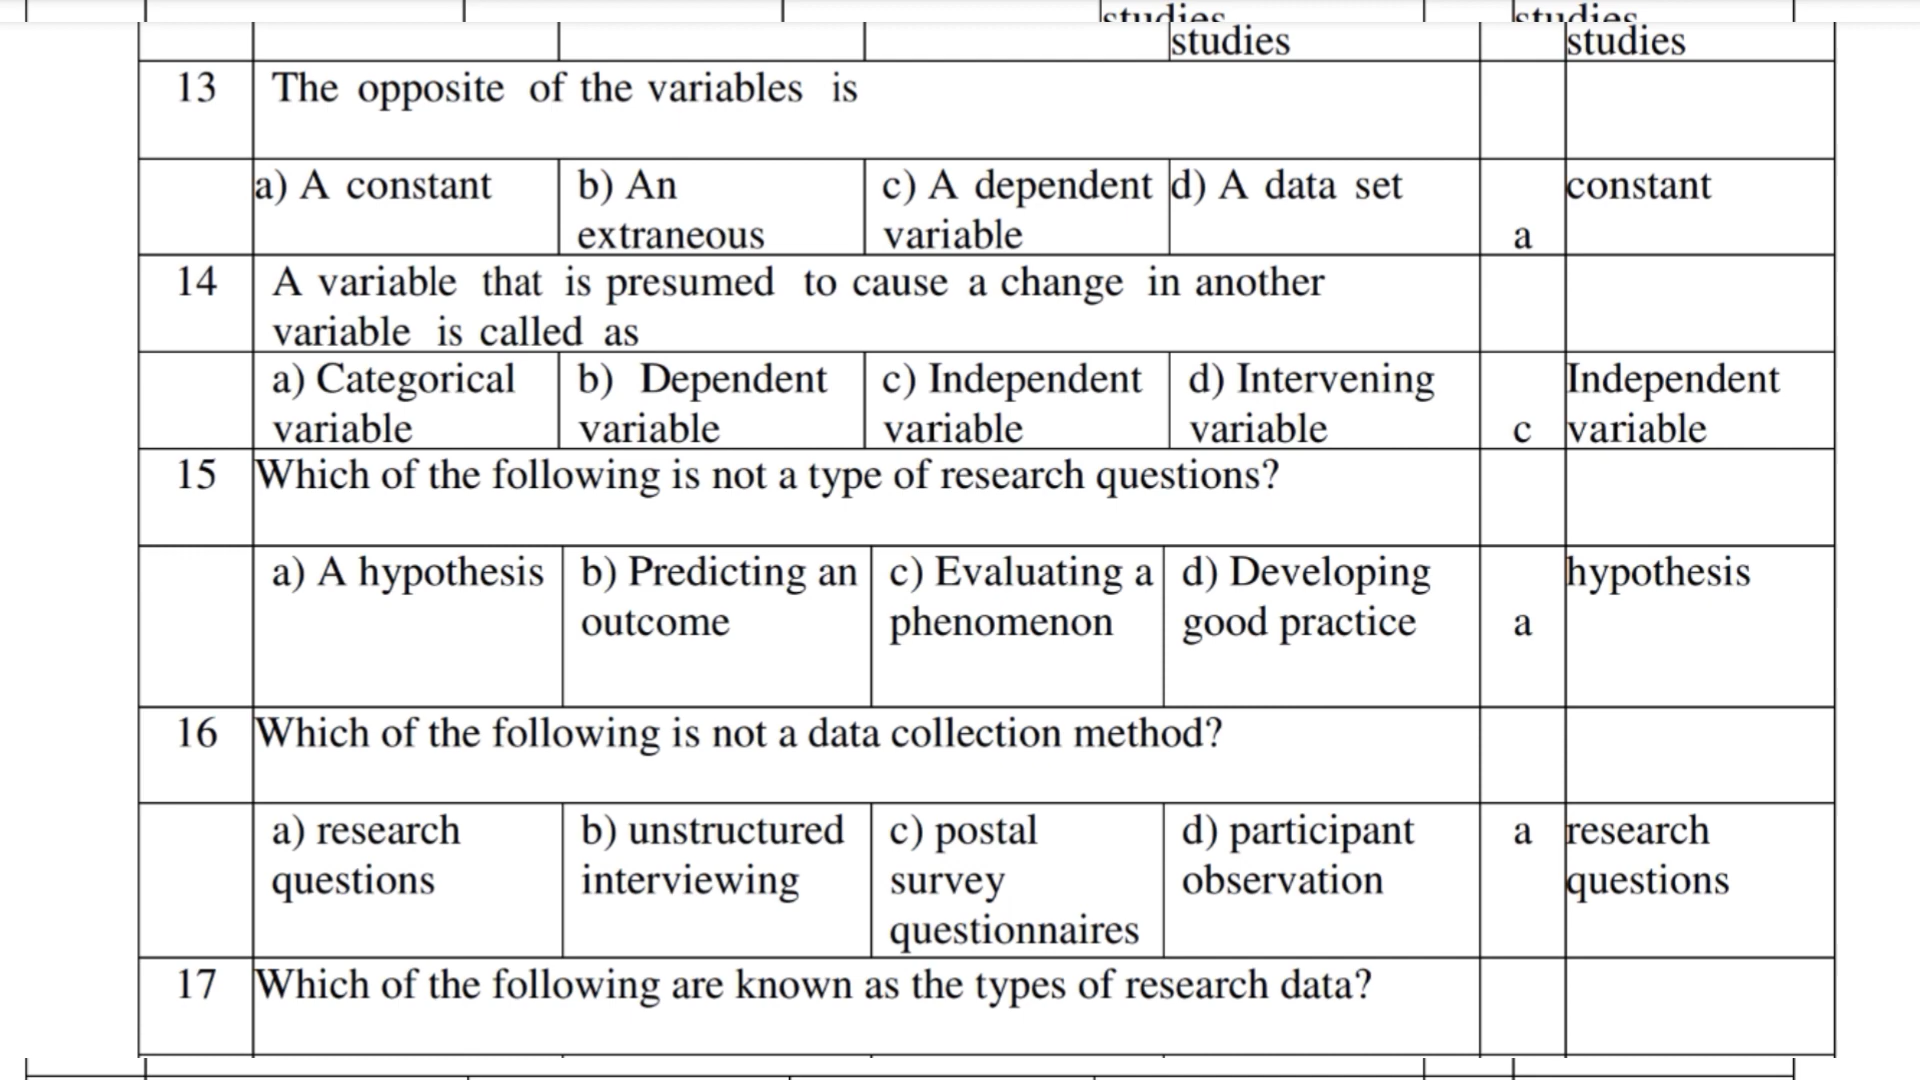 studies studies
studies studies
13 The opposite of the variables is
a) A constant b) An c) A dependent d) A data set constant
extraneous variable a
14 A variable that is presumed to cause a change in another
variable is called as
a) Categorical b) Dependent c) Independent d) Intervening Independent
variable variable variable variable c variable
15 Which of the following is not a type of research questions?
a) A hypothesis b) Predicting an c) Evaluating a d) Developing hypothesis
outcome phenomenon good practice a
16 Which of the following is not a data collection method?
a) research b) unstructured c) postal d) participant a research
questions interviewing survey observation questions
questionnaires
17 Which of the following are known as the types of research data?